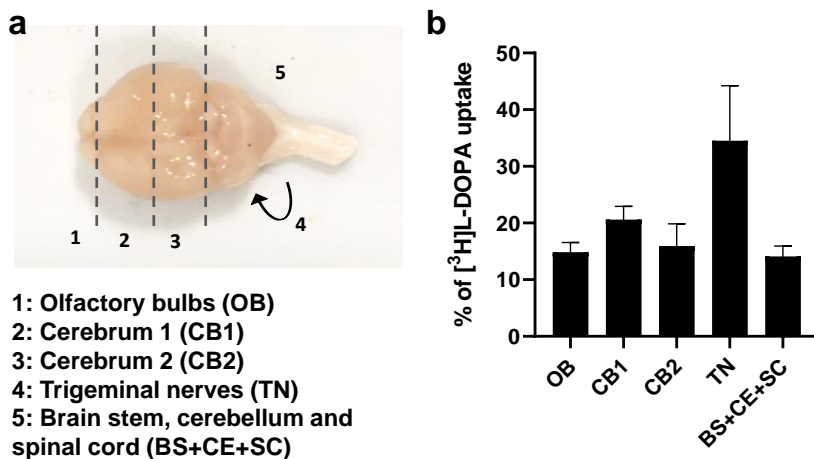 a
5
4
1
2
3
1: Olfactory bulbs (OB)
2: Cerebrum 1 (CB1)
3: Cerebrum 2 (CB2)
4: Trigeminal nerves (TN)
5: Brain stem, cerebellum and
spinal cord (BS+CE+SC)
b
% of [³H]L-DOPA uptake
50
40
30
20
10
0
OB
CB1
CB2
TN
BS+CE+SC